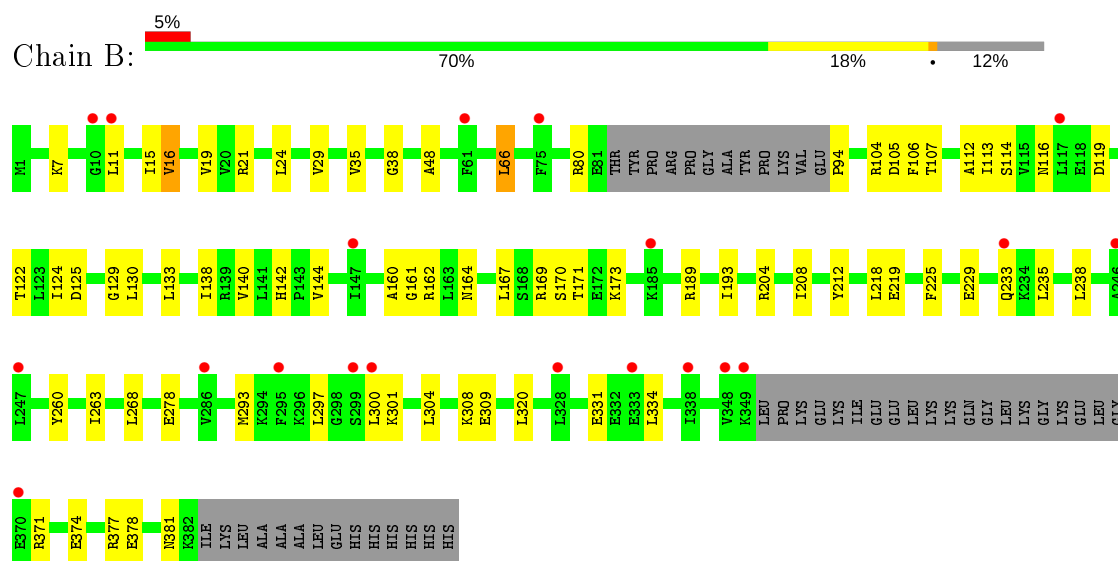 5%
Chain B:
70% 18% • 12%
M1 K7 G10 L11 I15 V16 V19 V20 R21 L24 V29 V35 G38 A48 F61 L66 F75 R80 E81 THR TYR PRO ARG PRO GLY ALA TYR PRO LYS VAL GLU P94 R104 D105 F106 T107 A112 I113 S114 V115 N116 L117 E118 D119
T122 L123 I124 D125 G129 L130 L133 I138 R139 V140 L141 H142 P143 V144 I147 A160 G161 R162 L163 N164 L167 S168 R169 S170 T171 E172 K173 K185 R189 I193 R204 I208 Y212 L218 E219 F225 E229 Q233 K234 L235 L238 A246
L247 Y260 I263 L268 E278 V286 M293 K294 F295 K296 L297 G298 S299 L300 K301 L304 K308 E309 L320 L328 E331 E332 E333 L334 I338 V348 K349 LEU PRO LYS GLU LYS ILE GLU GLU LEU LYS LYS GLN GLY LEU LYS GLY LYS GLU LEU GLY
E370 R371 E374 R377 E378 N381 K382 ILE LYS LEU ALA ALA ALA LEU GLU HIS HIS HIS HIS HIS HIS